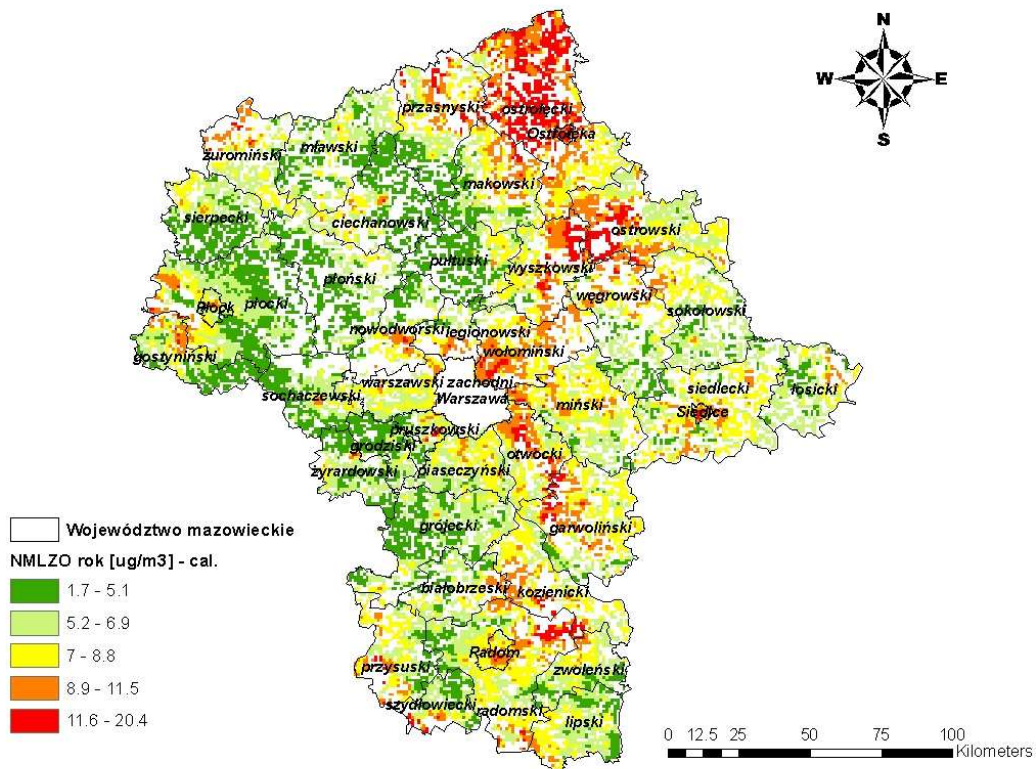 N
W E
S
przasnyski
ostrołęcki
Ostrołęka
żuromiński
mławski
makowski
sierpecki
ciechanowski
ostrowski
pułtuski
wyszkowski
płoński
węgrowski
sokołowski
Płock
płocki
nowodworski
legionowski
wołomiński
gostyniński
warszawski zachodni
Warszawa
sochaczewski
siedlecki
łosicki
miński
Siedlce
pruszkowski
grodziski
otwocki
żyrardowski
piaseczyński
grójecki
garwoliński
białobrzeski
kozienicki
Radom
przysuski
zwoleński
szydłowiecki
radomski
lipski
Województwo mazowieckie
NMLZO rok [ug/m3] - cal.
1.7 - 5.1
5.2 - 6.9
7 - 8.8
8.9 - 11.5
11.6 - 20.4
0 12.5 25 50 75 100
Kilometers